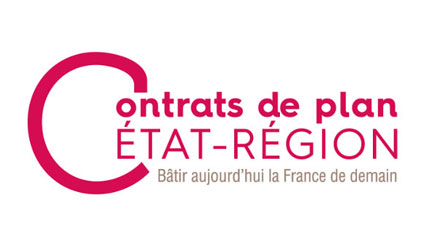 Contrats de plan
ÉTAT-RÉGION
Bâtir aujourd'hui la France de demain